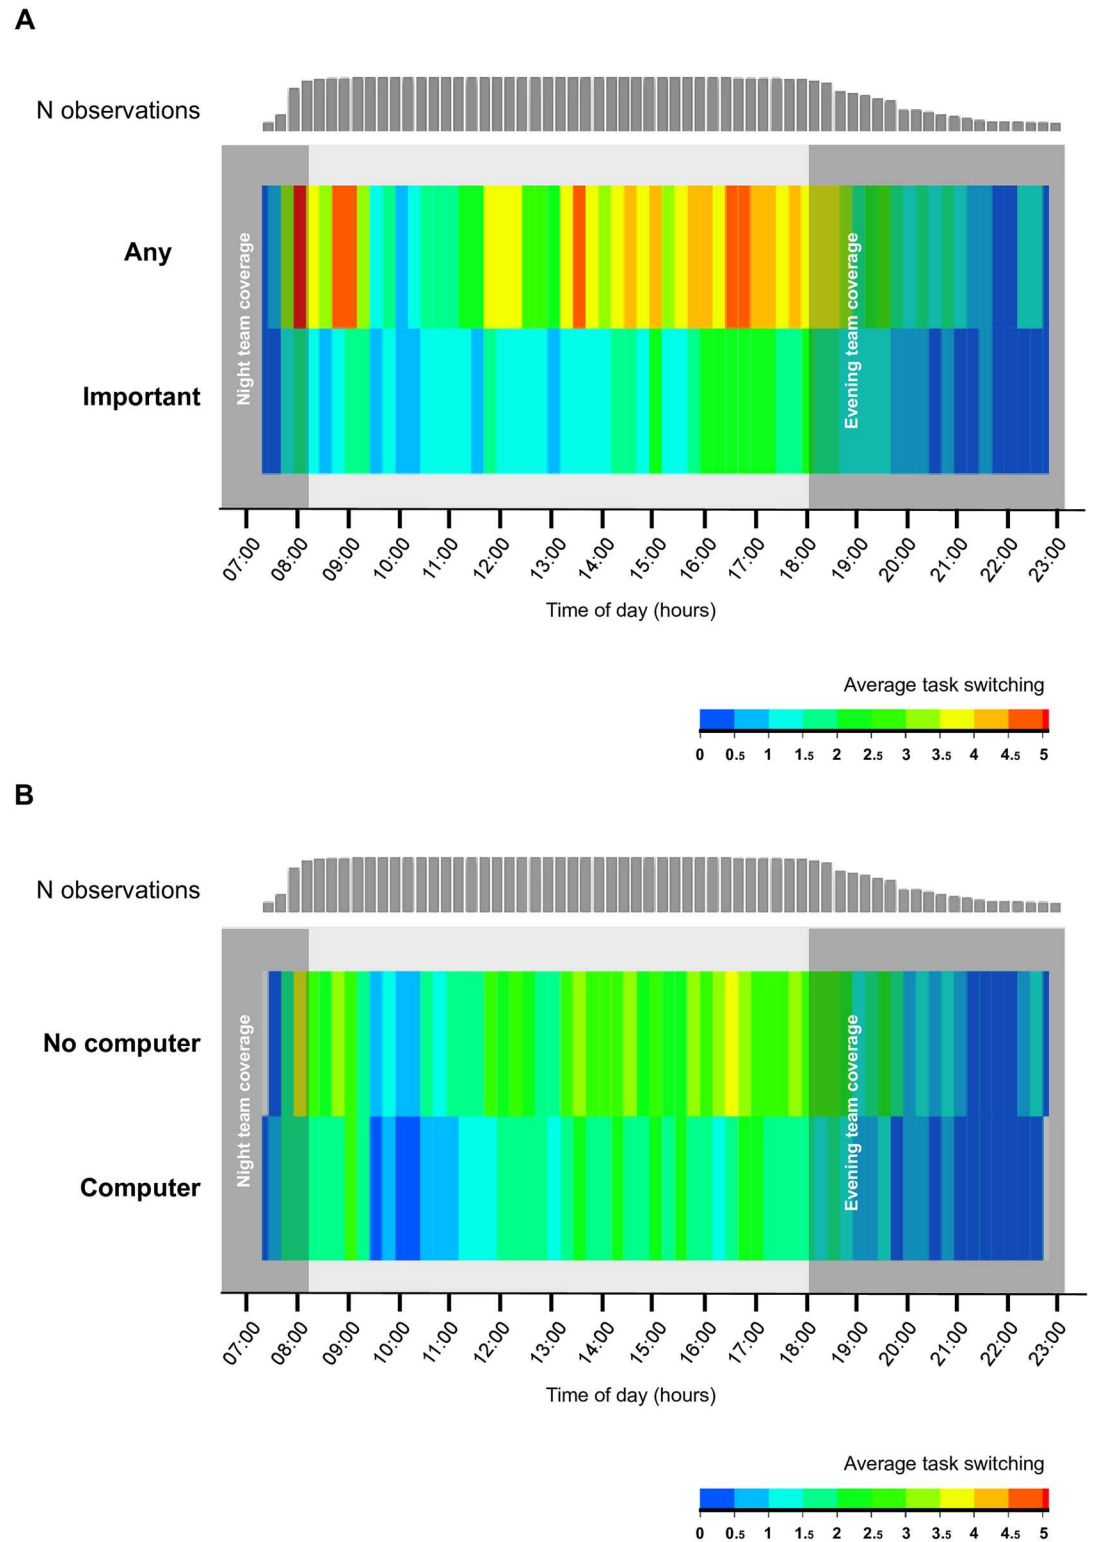 A
N observations
Any
Important
Night team coverage
Evening team coverage
07:00 08:00 09:00 10:00 11:00 12:00 13:00 14:00 15:00 16:00 17:00 18:00 19:00 20:00 21:00 22:00 23:00
Time of day (hours)
Average task switching
0 0.5 1 1.5 2 2.5 3 3.5 4 4.5 5
B
N observations
No computer
Computer
Night team coverage
Evening team coverage
07:00 08:00 09:00 10:00 11:00 12:00 13:00 14:00 15:00 16:00 17:00 18:00 19:00 20:00 21:00 22:00 23:00
Time of day (hours)
Average task switching
0 0.5 1 1.5 2 2.5 3 3.5 4 4.5 5